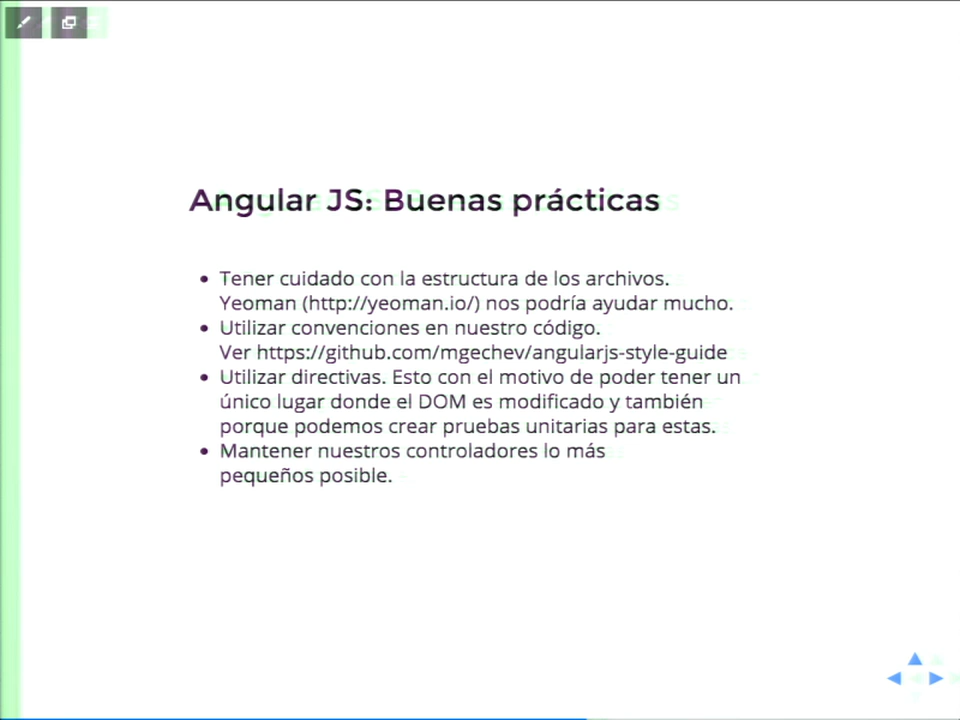 Angular JS: Buenas prácticas
• Tener cuidado con la estructura de los archivos.
Yeoman (http://yeoman.io/) nos podría ayudar mucho.
• Utilizar convenciones en nuestro código.
Ver https://github.com/mgechev/angularjs-style-guide
• Utilizar directivas. Esto con el motivo de poder tener un
único lugar donde el DOM es modificado y también
porque podemos crear pruebas unitarias para estas.
• Mantener nuestros controladores lo más
pequeños posible.